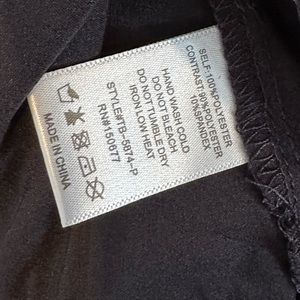 SELF:100%POLYESTER
CONTRAST:90%POLYESTER
10%SPANDEX
HAND WASH COLD
DO NOT BLEACH
DO NOT TUMBLE DRY
IRON LOW HEAT
STYLE#TB-5874-P
RN#150677
MADE IN CHINA